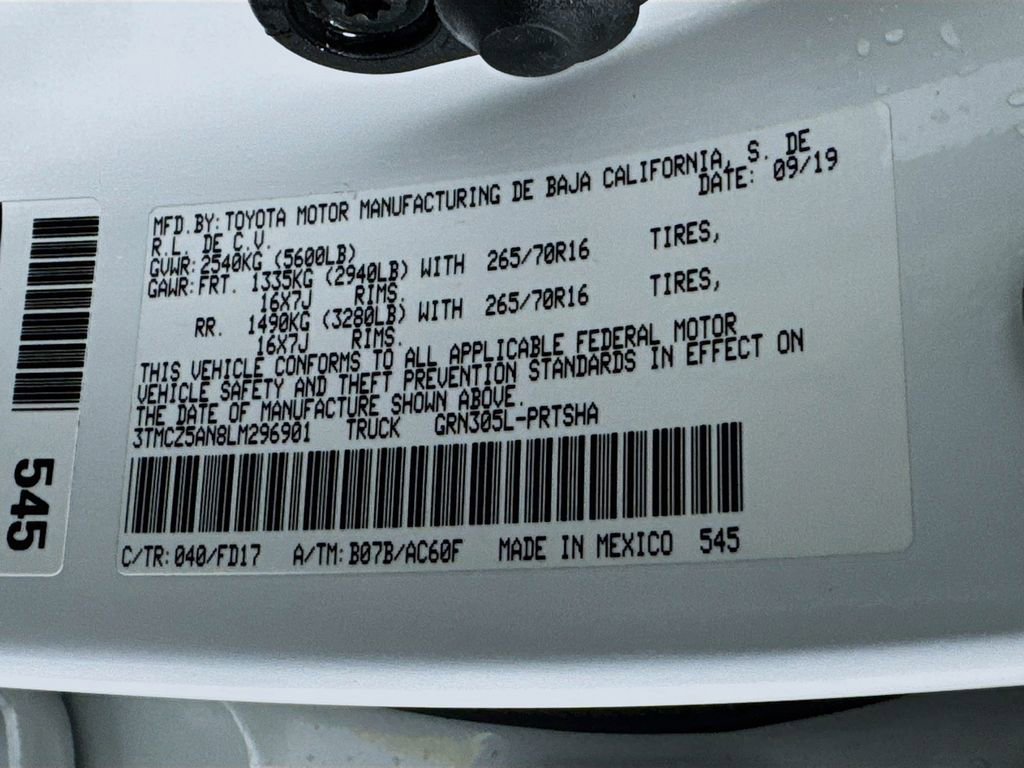 MFD.BY: TOYOTA MOTOR MANUFACTURING DE BAJA CALIFORNIA, S. DE
R.L. DE C.V. DATE: 09/19
GVWR: 2540KG (5600LB)
GAWR: FRT. 1335KG (2940LB) WITH 265/70R16 TIRES,
16X7J RIMS.
RR. 1490KG (3280LB) WITH 265/70R16 TIRES,
16X7J RIMS.
THIS VEHICLE CONFORMS TO ALL APPLICABLE FEDERAL MOTOR
VEHICLE SAFETY AND THEFT PREVENTION STANDARDS IN EFFECT ON
THE DATE OF MANUFACTURE SHOWN ABOVE.
3TMCZ5AN8LM296901 TRUCK GRN305L-PRTSHA
C/TR: 040/FD17 A/TM: B07B/AC60F MADE IN MEXICO 545
545